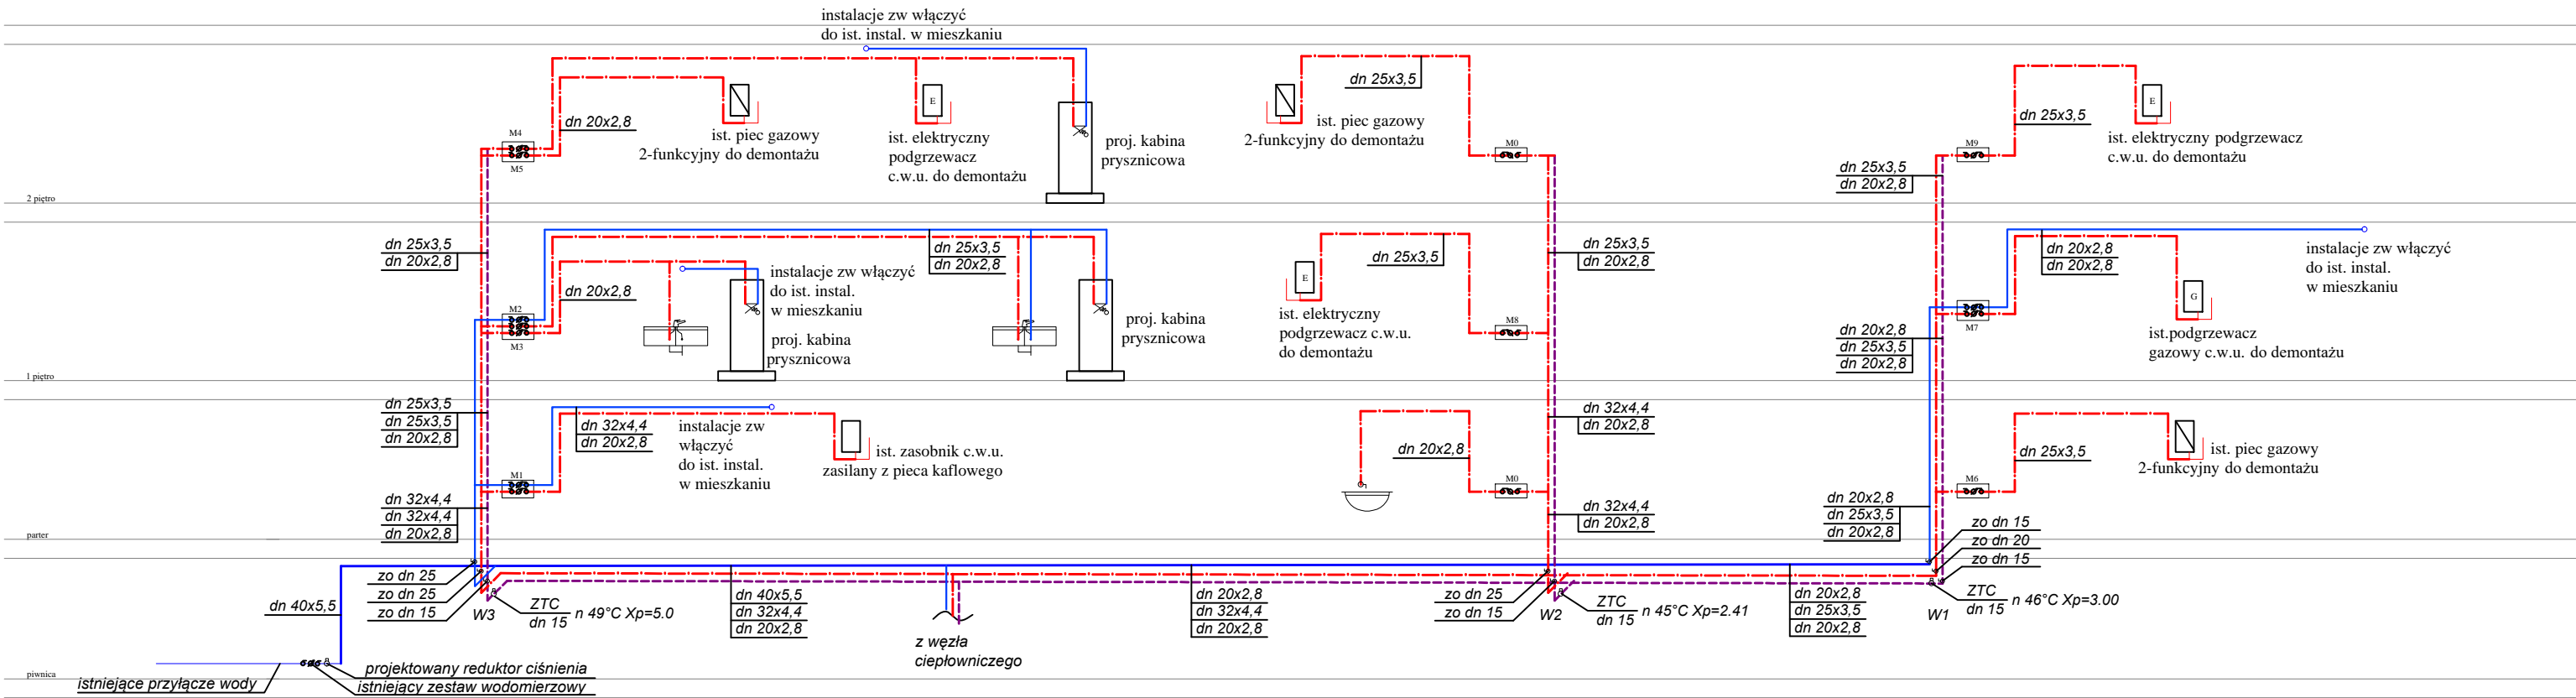 instalacje zw włączyć
do ist. instal. w mieszkaniu
dn 25x3,5
M4
M5
dn 20x2,8
ist. piec gazowy
2-funkcyjny do demontażu
E
ist. elektryczny
podgrzewacz
c.w.u. do demontażu
proj. kabina
prysznicowa
ist. piec gazowy
2-funkcyjny do demontażu
M0
dn 25x3,5
dn 20x2,8
M9
dn 25x3,5
E
ist. elektryczny podgrzewacz
c.w.u. do demontażu
2 piętro
dn 25x3,5
dn 20x2,8
M2
M3
dn 20x2,8
instalacje zw włączyć
do ist. instal.
w mieszkaniu
proj. kabina
prysznicowa
dn 25x3,5
dn 20x2,8
proj. kabina
prysznicowa
E
ist. elektryczny
podgrzewacz c.w.u.
do demontażu
dn 25x3,5
M8
dn 25x3,5
dn 20x2,8
dn 20x2,8
dn 25x3,5
dn 20x2,8
M7
dn 20x2,8
dn 20x2,8
G
ist.podgrzewacz
gazowy c.w.u. do demontażu
instalacje zw włączyć
do ist. instal.
w mieszkaniu
1 piętro
dn 25x3,5
dn 25x3,5
dn 20x2,8
dn 32x4,4
dn 32x4,4
dn 20x2,8
M1
dn 32x4,4
dn 20x2,8
instalacje zw
włączyć
do ist. instal.
w mieszkaniu
ist. zasobnik c.w.u.
zasilany z pieca kaflowego
dn 20x2,8
M0
dn 32x4,4
dn 20x2,8
dn 32x4,4
dn 20x2,8
dn 20x2,8
dn 25x3,5
dn 20x2,8
M6
dn 25x3,5
ist. piec gazowy
2-funkcyjny do demontażu
parter
zo dn 15
zo dn 20
zo dn 15
dn 40x5,5
zo dn 25
zo dn 25
zo dn 15
W3
ZTC
dn 15
n 49°C Xp=5.0
dn 40x5,5
dn 32x4,4
dn 20x2,8
z węzła
ciepłowniczego
dn 20x2,8
dn 32x4,4
dn 20x2,8
zo dn 25
zo dn 15
W2
ZTC
dn 15
n 45°C Xp=2.41
dn 20x2,8
dn 25x3,5
dn 20x2,8
W1
ZTC
dn 15
n 46°C Xp=3.00
piwnica
istniejące przyłącze wody
projektowany reduktor ciśnienia
istniejący zestaw wodomierzowy